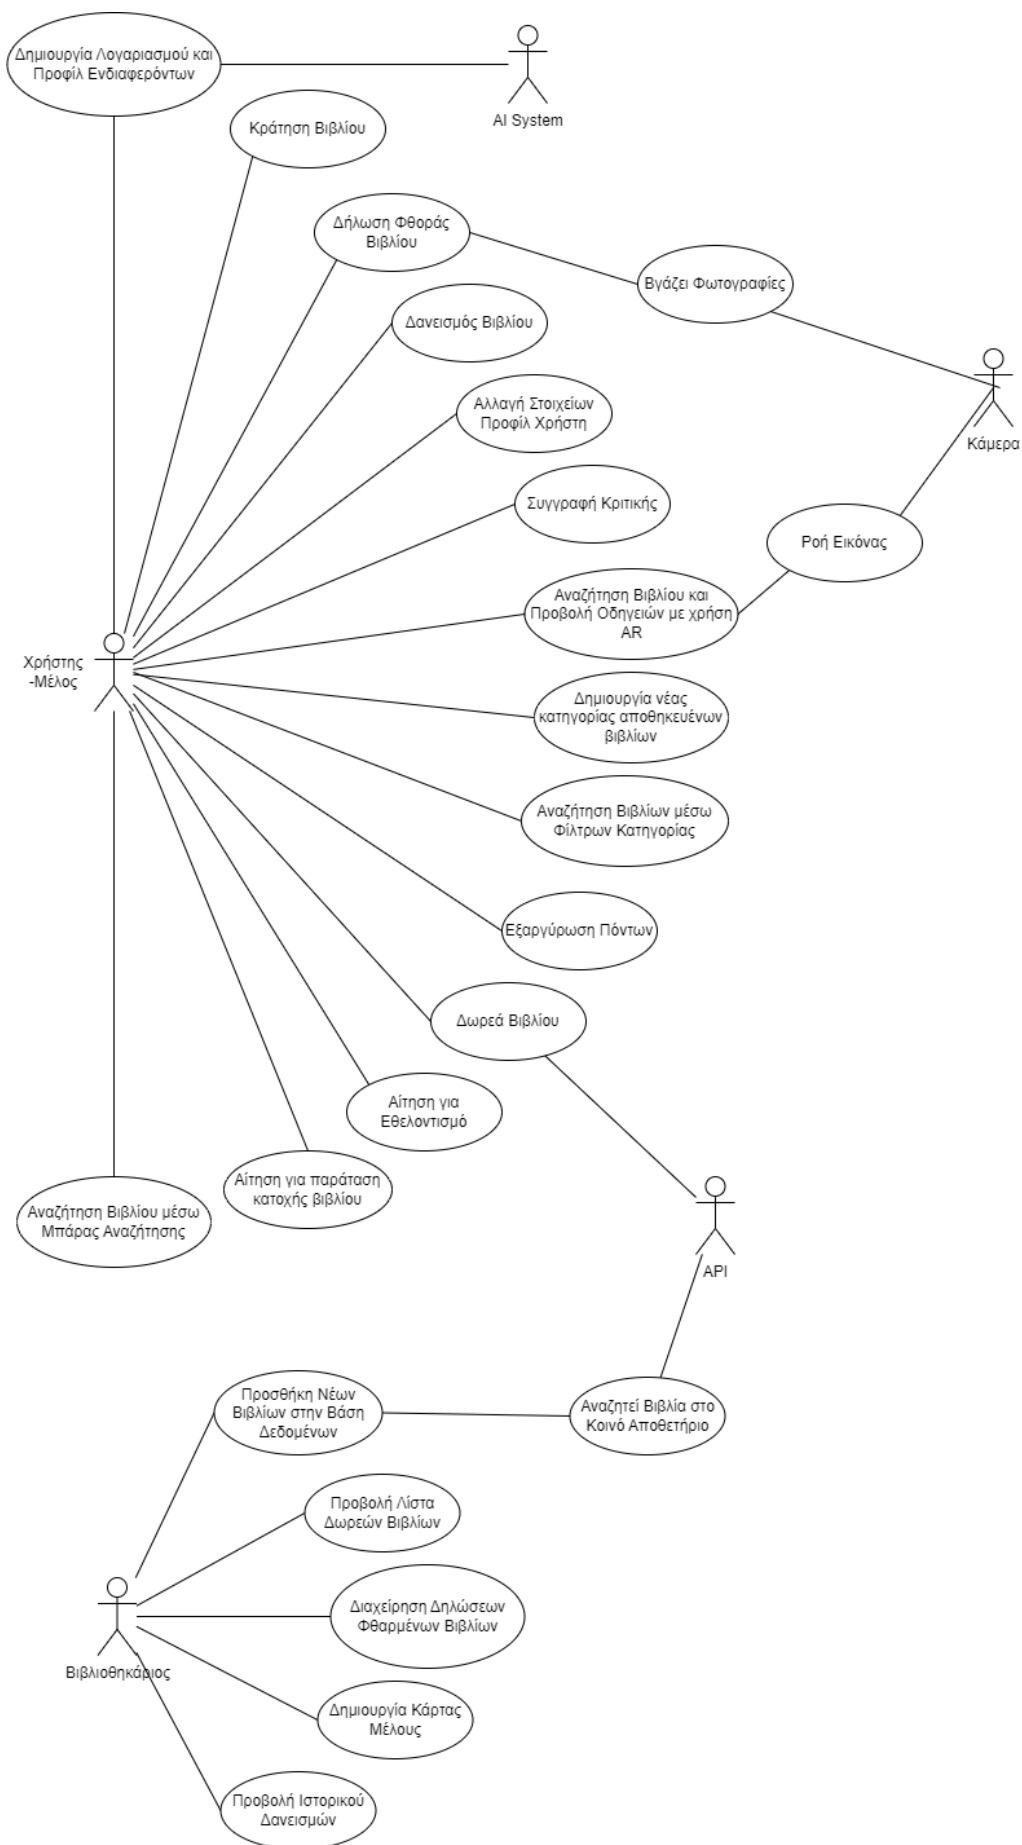 Δημιουργία Λογαριασμού και
Προφίλ Ενδιαφερόντων
AI System
Κράτηση Βιβλίου
Δήλωση Φθοράς
Βιβλίου
Βγάζει Φωτογραφίες
Δανεισμός Βιβλίου
Κάμερα
Αλλαγή Στοιχείων
Προφίλ Χρήστη
Συγγραφή Κριτικής
Ροή Εικόνας
Αναζήτηση Βιβλίου και
Προβολή Οδηγειών με χρήση
AR
Χρήστης
-Μέλος
Δημιουργία νέας
κατηγορίας αποθηκευένων
βιβλίων
Αναζήτηση Βιβλίων μέσω
Φίλτρων Κατηγορίας
Εξαργύρωση Πόντων
Δωρεά Βιβλίου
Αίτηση για
Εθελοντισμό
Αίτηση για παράταση
κατοχής βιβλίου
Αναζήτηση Βιβλίου μέσω
Μπάρας Αναζήτησης
API
Προσθήκη Νέων
Βιβλίων στην Βάση
Δεδομένων
Αναζητεί Βιβλία στο
Κοινό Αποθετήριο
Προβολή Λίστα
Δωρεών Βιβλίων
Διαχείρηση Δηλώσεων
Φθαρμένων Βιβλίων
Βιβλιοθηκάριος
Δημιουργία Κάρτας
Μέλους
Προβολή Ιστορικού
Δανεισμών